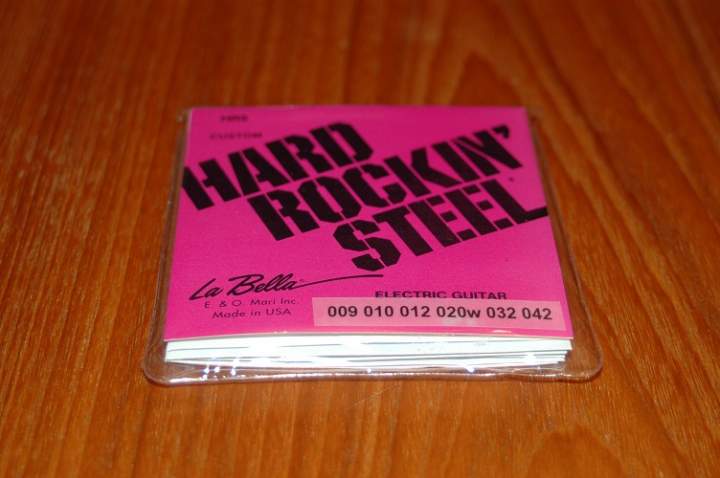 CUSTOM
HARD
ROCKIN'
STEEL
La Bella
E. & O. Mari Inc.
Made in USA
ELECTRIC GUITAR
009 010 012 020w 032 042